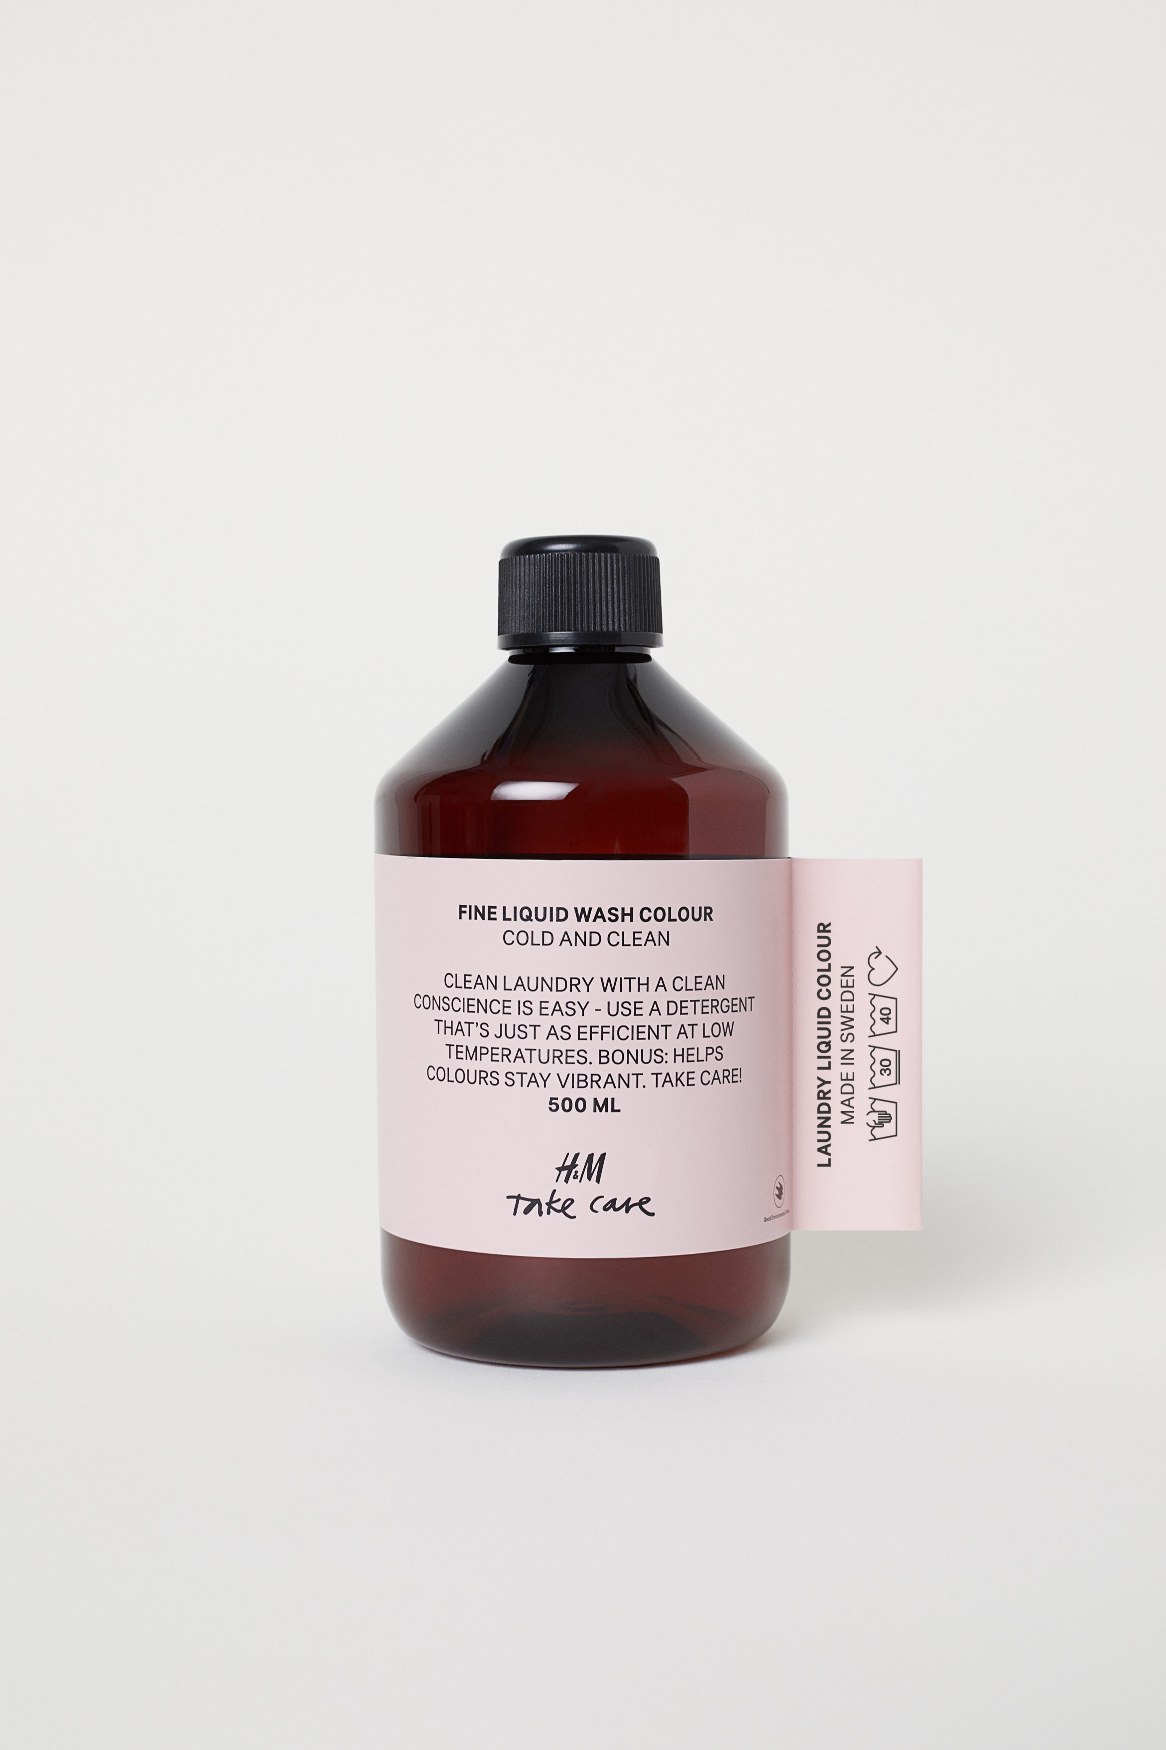 FINE LIQUID WASH COLOUR
COLD AND CLEAN
CLEAN LAUNDRY WITH A CLEAN
CONSCIENCE IS EASY - USE A DETERGENT
THAT'S JUST AS EFFICIENT AT LOW
TEMPERATURES. BONUS: HELPS
COLOURS STAY VIBRANT. TAKE CARE!
500 ML
H&M
Take care
LAUNDRY LIQUID COLOUR
MADE IN SWEDEN
30 40